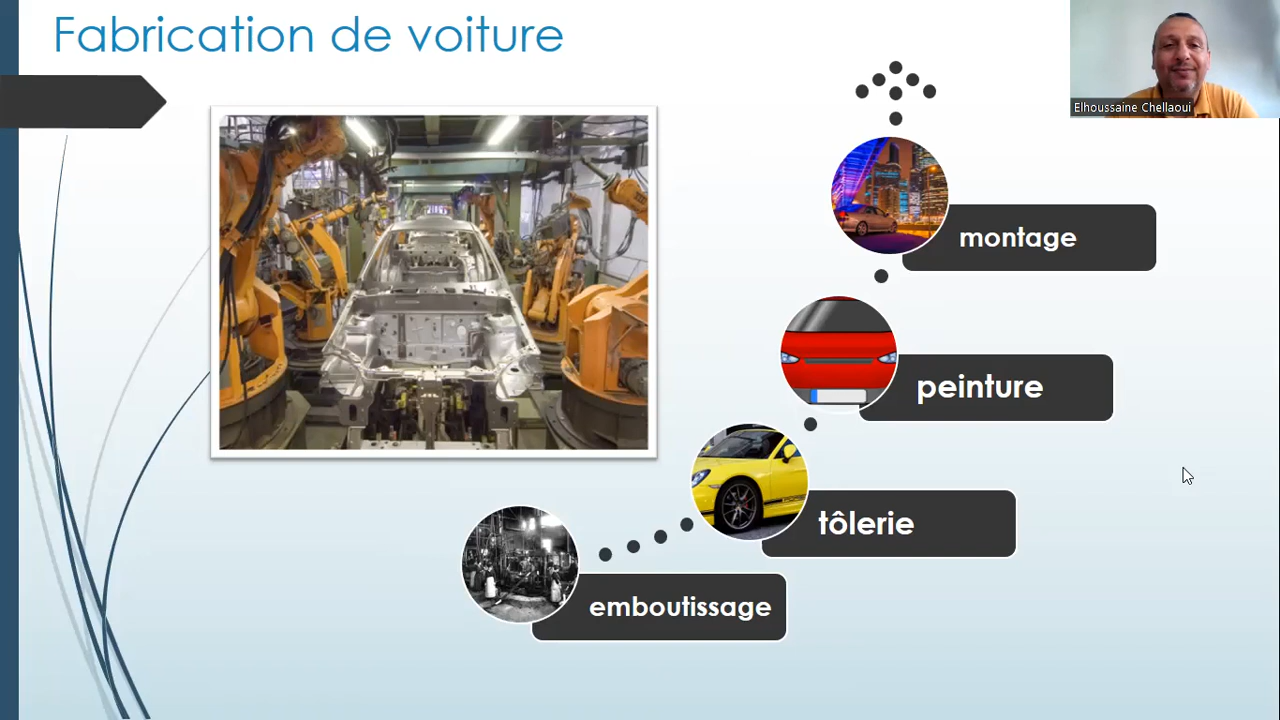 Fabrication de voiture
Elhoussaine Chellaoui
montage
peinture
tôlerie
emboutissage